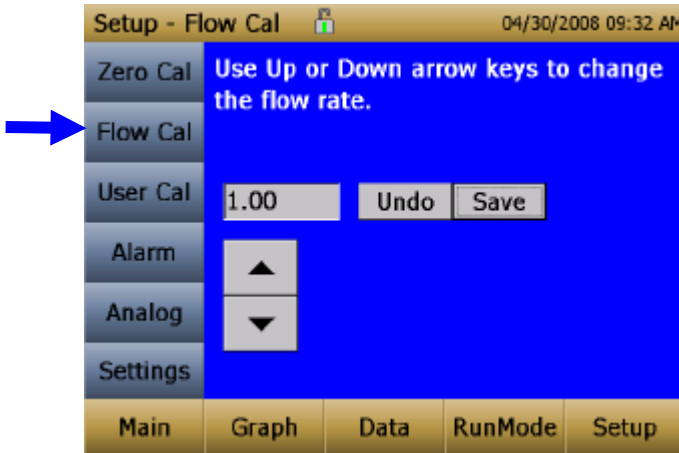 Setup - Flow Cal 04/30/2008 09:32 AM
Zero Cal
Use Up or Down arrow keys to change
the flow rate.
Flow Cal
User Cal
1.00
Undo
Save
Alarm
Analog
Settings
Main
Graph
Data
RunMode
Setup